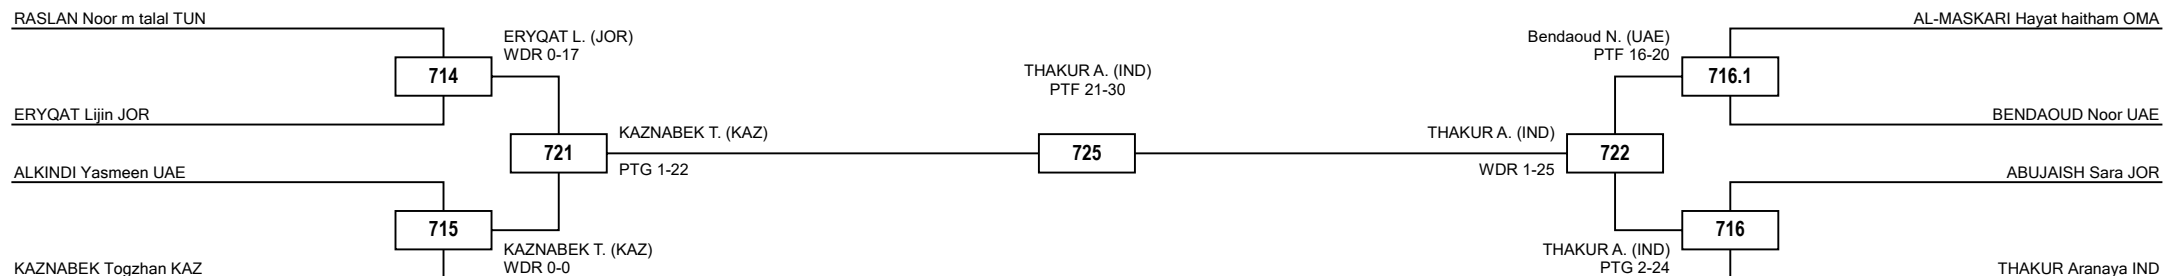 RASLAN Noor m talal TUN
AL-MASKARI Hayat haitham OMA
ERYQAT L. (JOR)
WDR 0-17
Bendaoud N. (UAE)
PTF 16-20
714
THAKUR A. (IND)
PTF 21-30
716.1
ERYQAT Lijin JOR
BENDAOUD Noor UAE
KAZNABEK T. (KAZ)
THAKUR A. (IND)
721
725
722
PTG 1-22
WDR 1-25
ALKINDI Yasmeen UAE
ABUJAISH Sara JOR
715
716
KAZNABEK T. (KAZ)
WDR 0-0
THAKUR A. (IND)
PTG 2-24
KAZNABEK Togzhan KAZ
THAKUR Aranaya IND